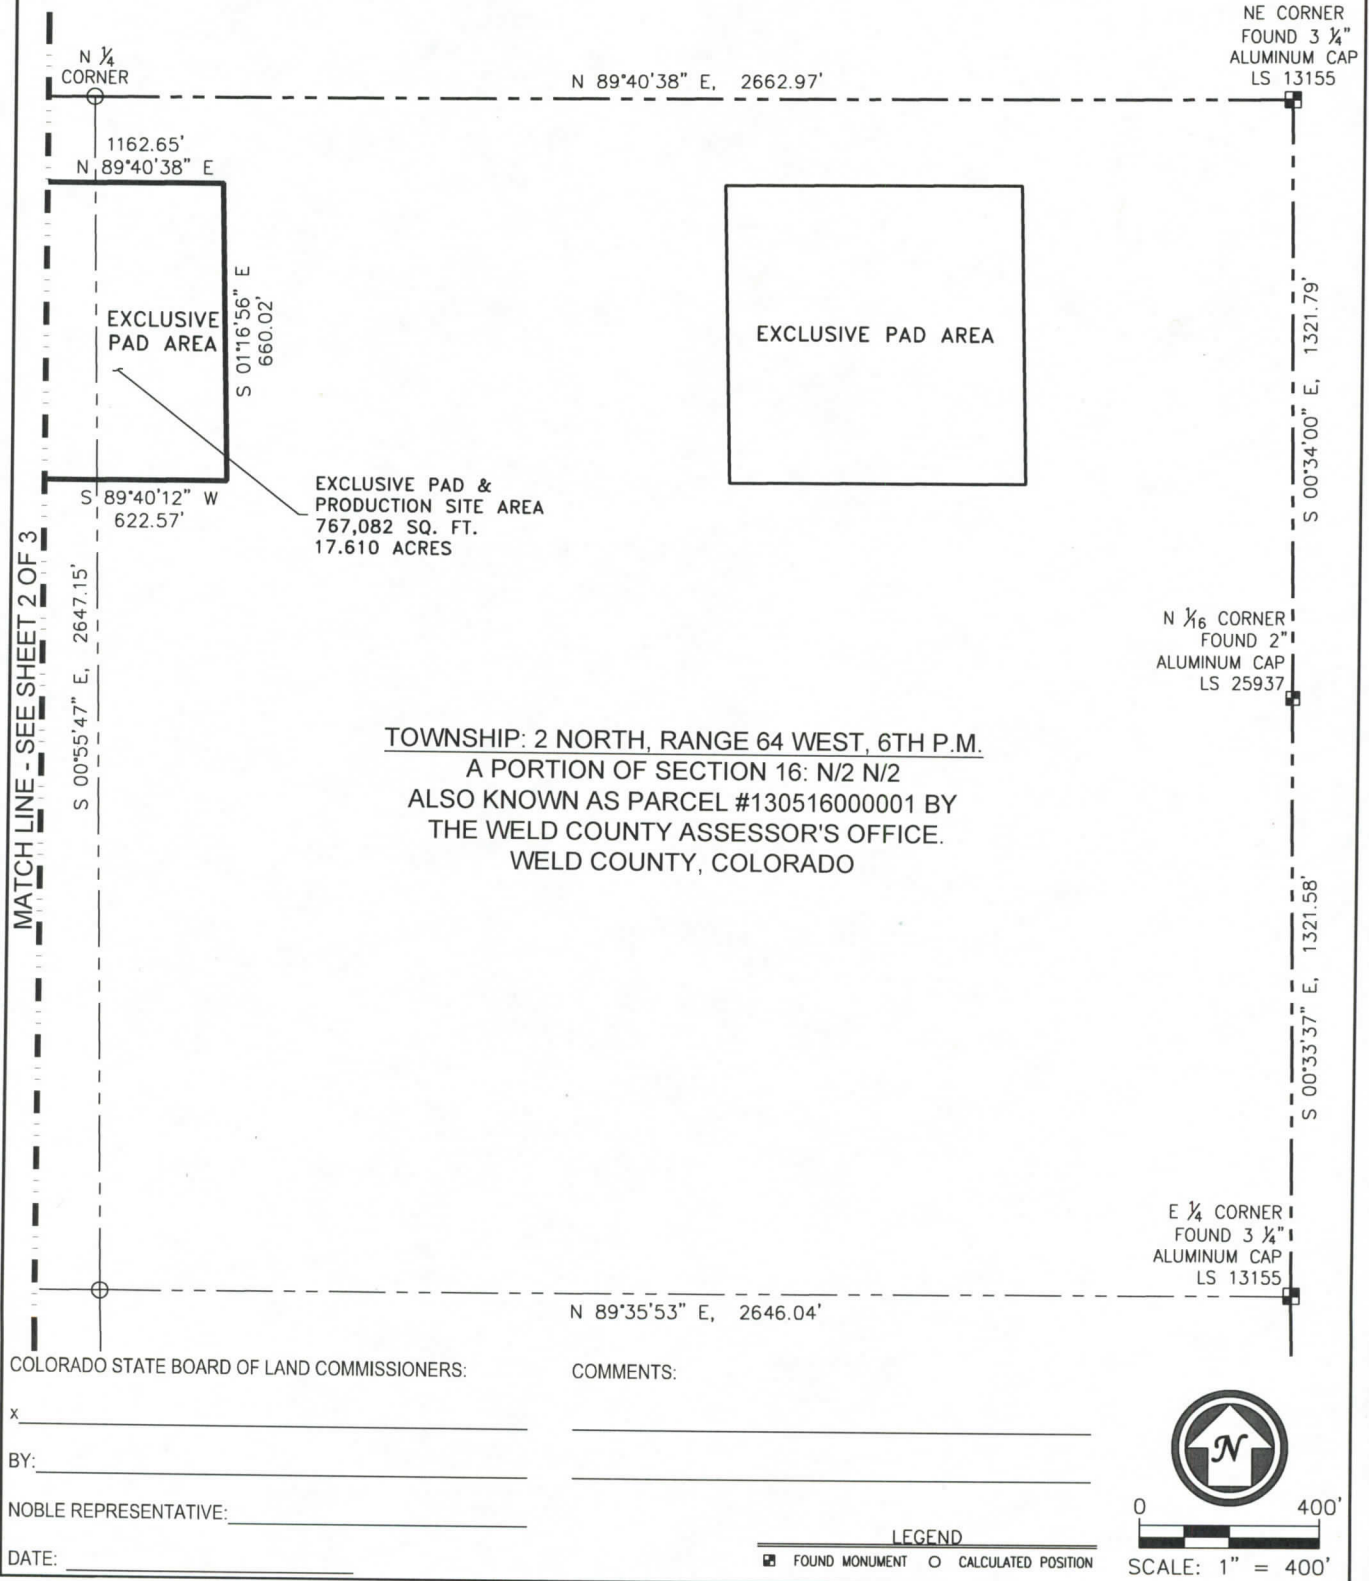 NE CORNER
FOUND 3 ¼"
ALUMINUM CAP
LS 13155
N ¼
CORNER
N 89°40'38" E, 2662.97'
1162.65'
N 89°40'38" E
EXCLUSIVE
PAD AREA
S 01°16'56" E
660.02'
EXCLUSIVE PAD AREA
S 00°34'00" E, 1321.79'
S 89°40'12" W
622.57'
EXCLUSIVE PAD &
PRODUCTION SITE AREA
767,082 SQ. FT.
17.610 ACRES
MATCH LINE - SEE SHEET 2 OF 3
S 00°55'47" E, 2647.15'
N 1/16 CORNER
FOUND 2"
ALUMINUM CAP
LS 25937
TOWNSHIP: 2 NORTH, RANGE 64 WEST, 6TH P.M.
A PORTION OF SECTION 16: N/2 N/2
ALSO KNOWN AS PARCEL #130516000001 BY
THE WELD COUNTY ASSESSOR'S OFFICE.
WELD COUNTY, COLORADO
S 00°33'37" E, 1321.58'
E ¼ CORNER
FOUND 3 ¼"
ALUMINUM CAP
LS 13155
N 89°35'53" E, 2646.04'
COLORADO STATE BOARD OF LAND COMMISSIONERS:
COMMENTS:
x
BY:
NOBLE REPRESENTATIVE:
DATE:
LEGEND
FOUND MONUMENT
CALCULATED POSITION
N
0 400'
SCALE: 1" = 400'